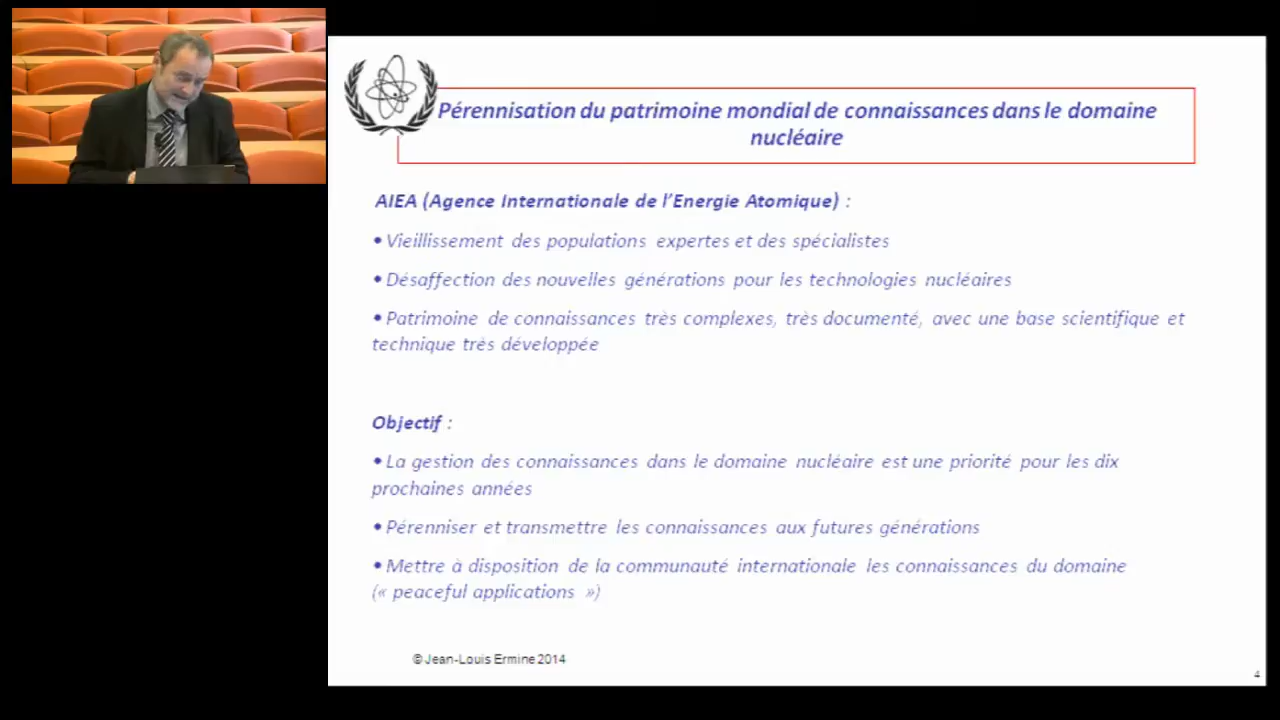 Pérennisation du patrimoine mondial de connaissances dans le domaine
nucléaire
AIEA (Agence Internationale de l'Energie Atomique) :
• Vieillissement des populations expertes et des spécialistes
• Désaffection des nouvelles générations pour les technologies nucléaires
• Patrimoine de connaissances très complexes, très documenté, avec une base scientifique et
technique très développée
Objectif :
• La gestion des connaissances dans le domaine nucléaire est une priorité pour les dix
prochaines années
• Pérenniser et transmettre les connaissances aux futures générations
• Mettre à disposition de la communauté internationale les connaissances du domaine
(« peaceful applications »)
© Jean-Louis Ermine 2014
4